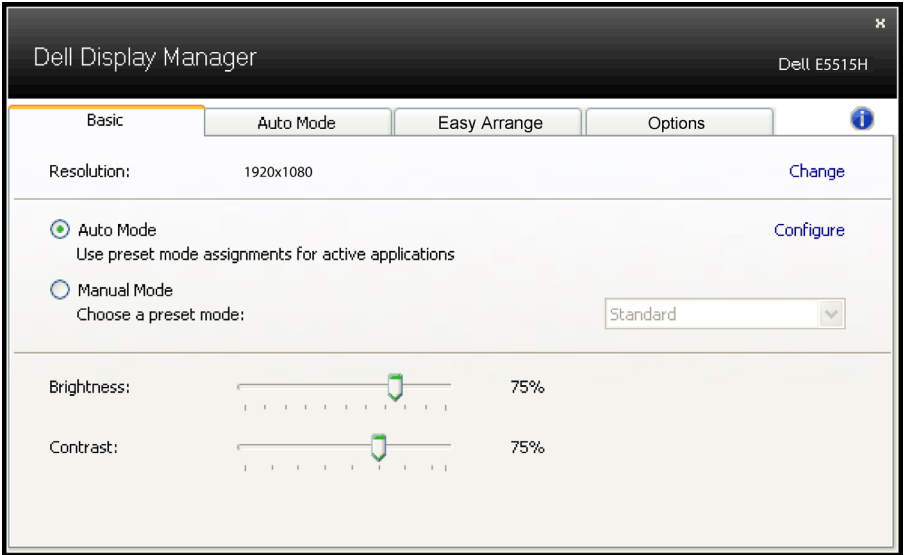 x
Dell Display Manager
Dell E5515H
Basic Auto Mode Easy Arrange Options i
Resolution: 1920x1080 Change
Auto Mode Configure
Use preset mode assignments for active applications
Manual Mode
Choose a preset mode: Standard
Brightness: 75%
Contrast: 75%